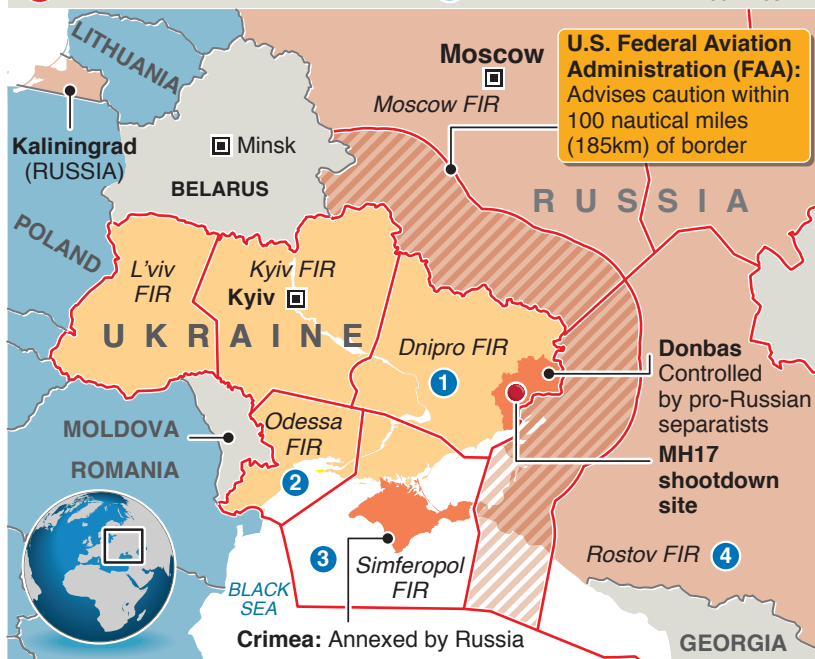 LITHUANIA
Moscow
Moscow FIR
U.S. Federal Aviation
Administration (FAA):
Advises caution within
100 nautical miles
(185km) of border
Kaliningrad
(RUSSIA)
Minsk
BELARUS
RUSSIA
POLAND
L'viv
FIR
Kyiv FIR
Kyiv
UKRAINE
Dnipro FIR
1
Donbas
Controlled
by pro-Russian
separatists
MH17
shootdown
site
MOLDOVA
ROMANIA
Odessa
FIR
2
3
Simferopol
FIR
Rostov FIR 4
BLACK
SEA
Crimea: Annexed by Russia
GEORGIA